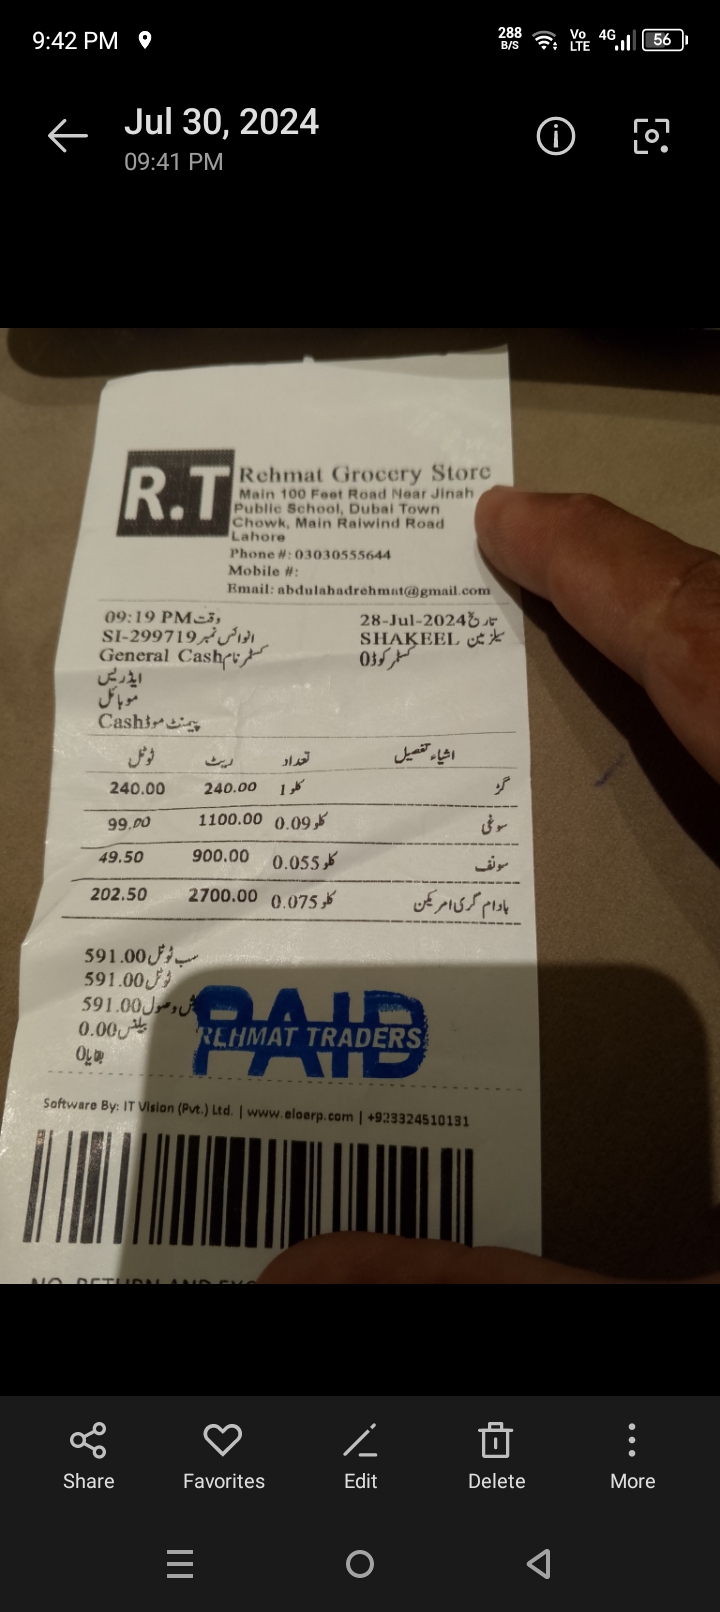 9:42 PM
288 B/S
Vo LTE
4G
56
Jul 30, 2024
09:41 PM
R.T
Rehmat Grocery Store
Main 100 Feet Road Near Jinah
Public School, Dubai Town
Chowk, Main Raiwind Road
Lahore
Phone #: 03030555644
Mobile #:
Email: abdulahadrehmat@gmail.com
تاریخ 28-Jul-2024 وقت 09:19 PM
سیلز مین SHAKEEL انوائس نمبر SI-299719
کسٹمر کوڈ 0 کسٹمر نام General Cash
ایڈریس
موبائل
پیمنٹ موڈ Cash
اشیاء تفصیل تعداد ریٹ ٹوٹل
گڑ 1 کلو 240.00 240.00
0.09 کلو 1100.00 99.00
سونف 0.055 کلو 900.00 49.50
بادام گری امریکن 0.075 کلو 2700.00 202.50
سب ٹوٹل 591.00
ٹوٹل 591.00
وصول 591.00
بیلنس 0.00
بقایا 0
PAID
REHMAT TRADERS
Software By: IT Vision (Pvt.) Ltd. | www.eloerp.com | +923324510131
NO RETURN AND
Share
Favorites
Edit
Delete
More